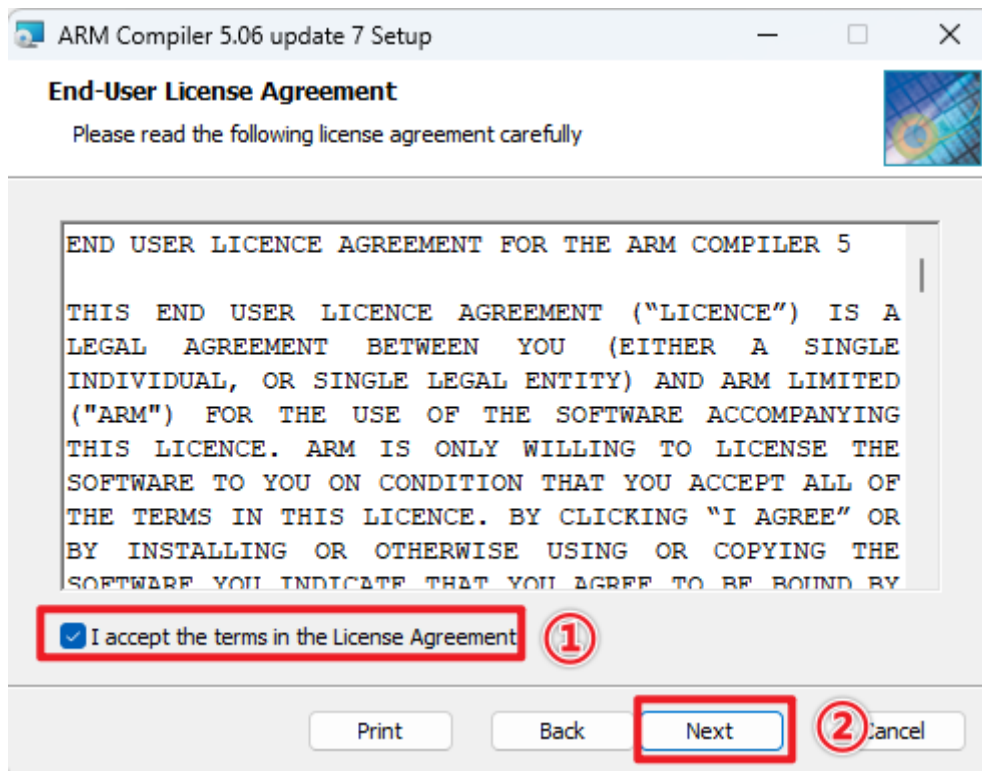 ARM Compiler 5.06 update 7 Setup
End-User License Agreement
Please read the following license agreement carefully
END USER LICENCE AGREEMENT FOR THE ARM COMPILER 5
THIS END USER LICENCE AGREEMENT (“LICENCE”) IS A
LEGAL AGREEMENT BETWEEN YOU (EITHER A SINGLE
INDIVIDUAL, OR SINGLE LEGAL ENTITY) AND ARM LIMITED
("ARM") FOR THE USE OF THE SOFTWARE ACCOMPANYING
THIS LICENCE. ARM IS ONLY WILLING TO LICENSE THE
SOFTWARE TO YOU ON CONDITION THAT YOU ACCEPT ALL OF
THE TERMS IN THIS LICENCE. BY CLICKING “I AGREE” OR
BY INSTALLING OR OTHERWISE USING OR COPYING THE
SOFTWARE YOU INDICATE THAT YOU AGREE TO BE BOUND BY
I accept the terms in the License Agreement ①
Print Back Next ② Cancel